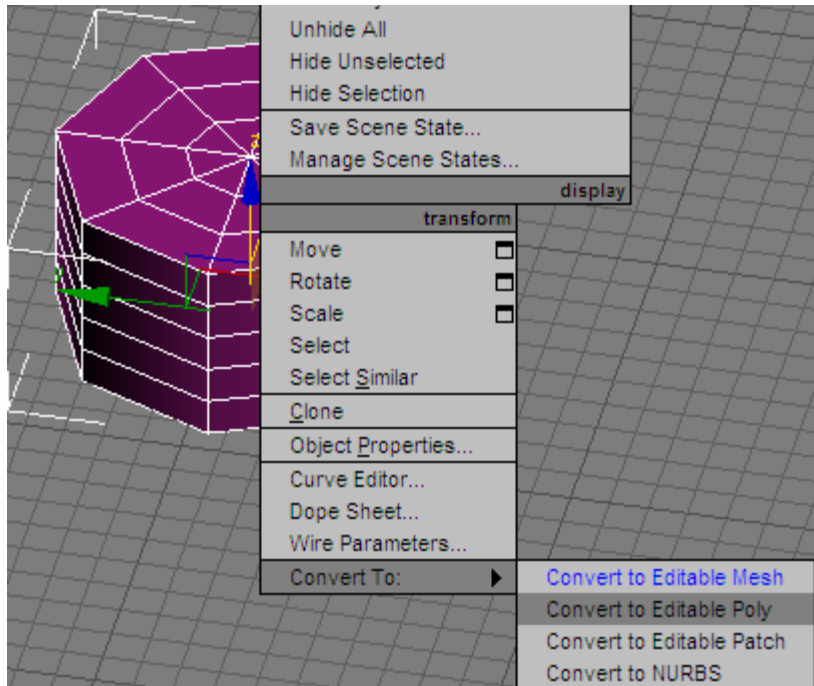 Unhide All
Hide Unselected
Hide Selection
Save Scene State...
Manage Scene States...
display
transform
Move
Rotate
Scale
Select
Select Similar
Clone
Object Properties...
Curve Editor...
Dope Sheet...
Wire Parameters...
Convert To:
Convert to Editable Mesh
Convert to Editable Poly
Convert to Editable Patch
Convert to NURBS